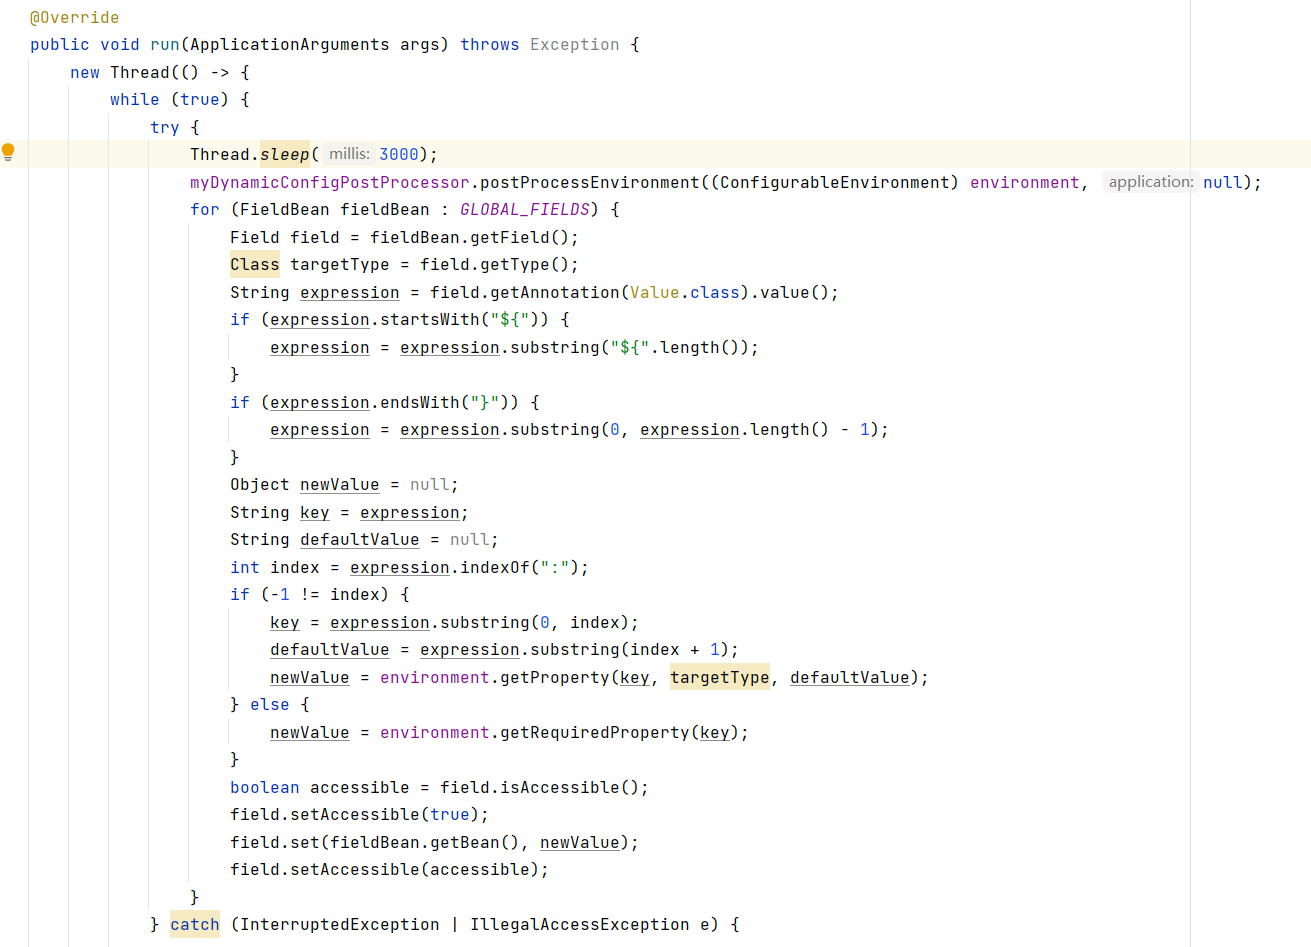 @Override
public void run(ApplicationArguments args) throws Exception {
new Thread(() -> {
while (true) {
try {
Thread.sleep( millis: 3000);
myDynamicConfigPostProcessor.postProcessEnvironment((ConfigurableEnvironment) environment, application: null);
for (FieldBean fieldBean : GLOBAL_FIELDS) {
Field field = fieldBean.getField();
Class targetType = field.getType();
String expression = field.getAnnotation(Value.class).value();
if (expression.startsWith("${")) {
expression = expression.substring("${".length());
}
if (expression.endsWith("}")) {
expression = expression.substring(0, expression.length() - 1);
}
Object newValue = null;
String key = expression;
String defaultValue = null;
int index = expression.indexOf(":");
if (-1 != index) {
key = expression.substring(0, index);
defaultValue = expression.substring(index + 1);
newValue = environment.getProperty(key, targetType, defaultValue);
} else {
newValue = environment.getRequiredProperty(key);
}
boolean accessible = field.isAccessible();
field.setAccessible(true);
field.set(fieldBean.getBean(), newValue);
field.setAccessible(accessible);
}
} catch (InterruptedException | IllegalAccessException e) {